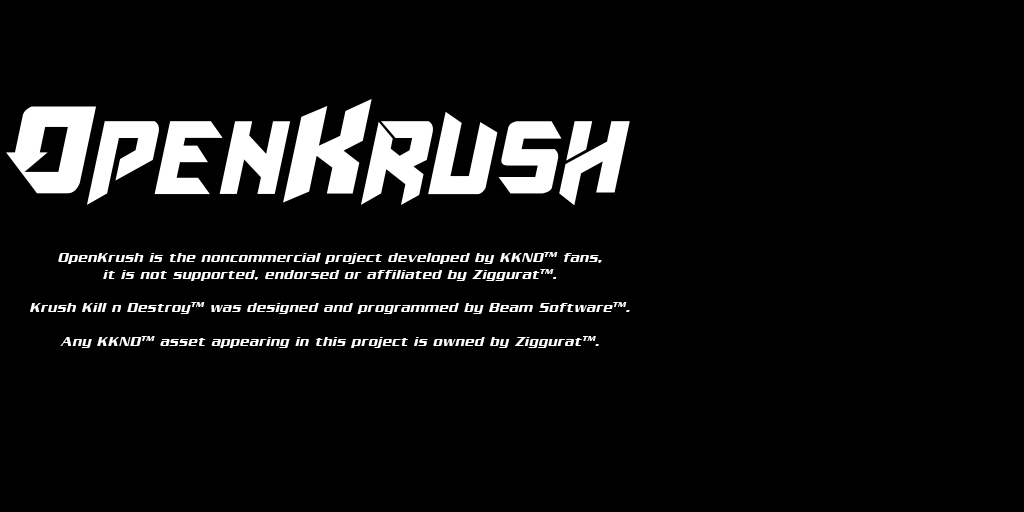 OpenKrush
OpenKrush is the noncommercial project developed by KKND™ fans,
it is not supported, endorsed or affiliated by Ziggurat™.
Krush Kill n Destroy™ was designed and programmed by Beam Software™.
Any KKND™ asset appearing in this project is owned by Ziggurat™.